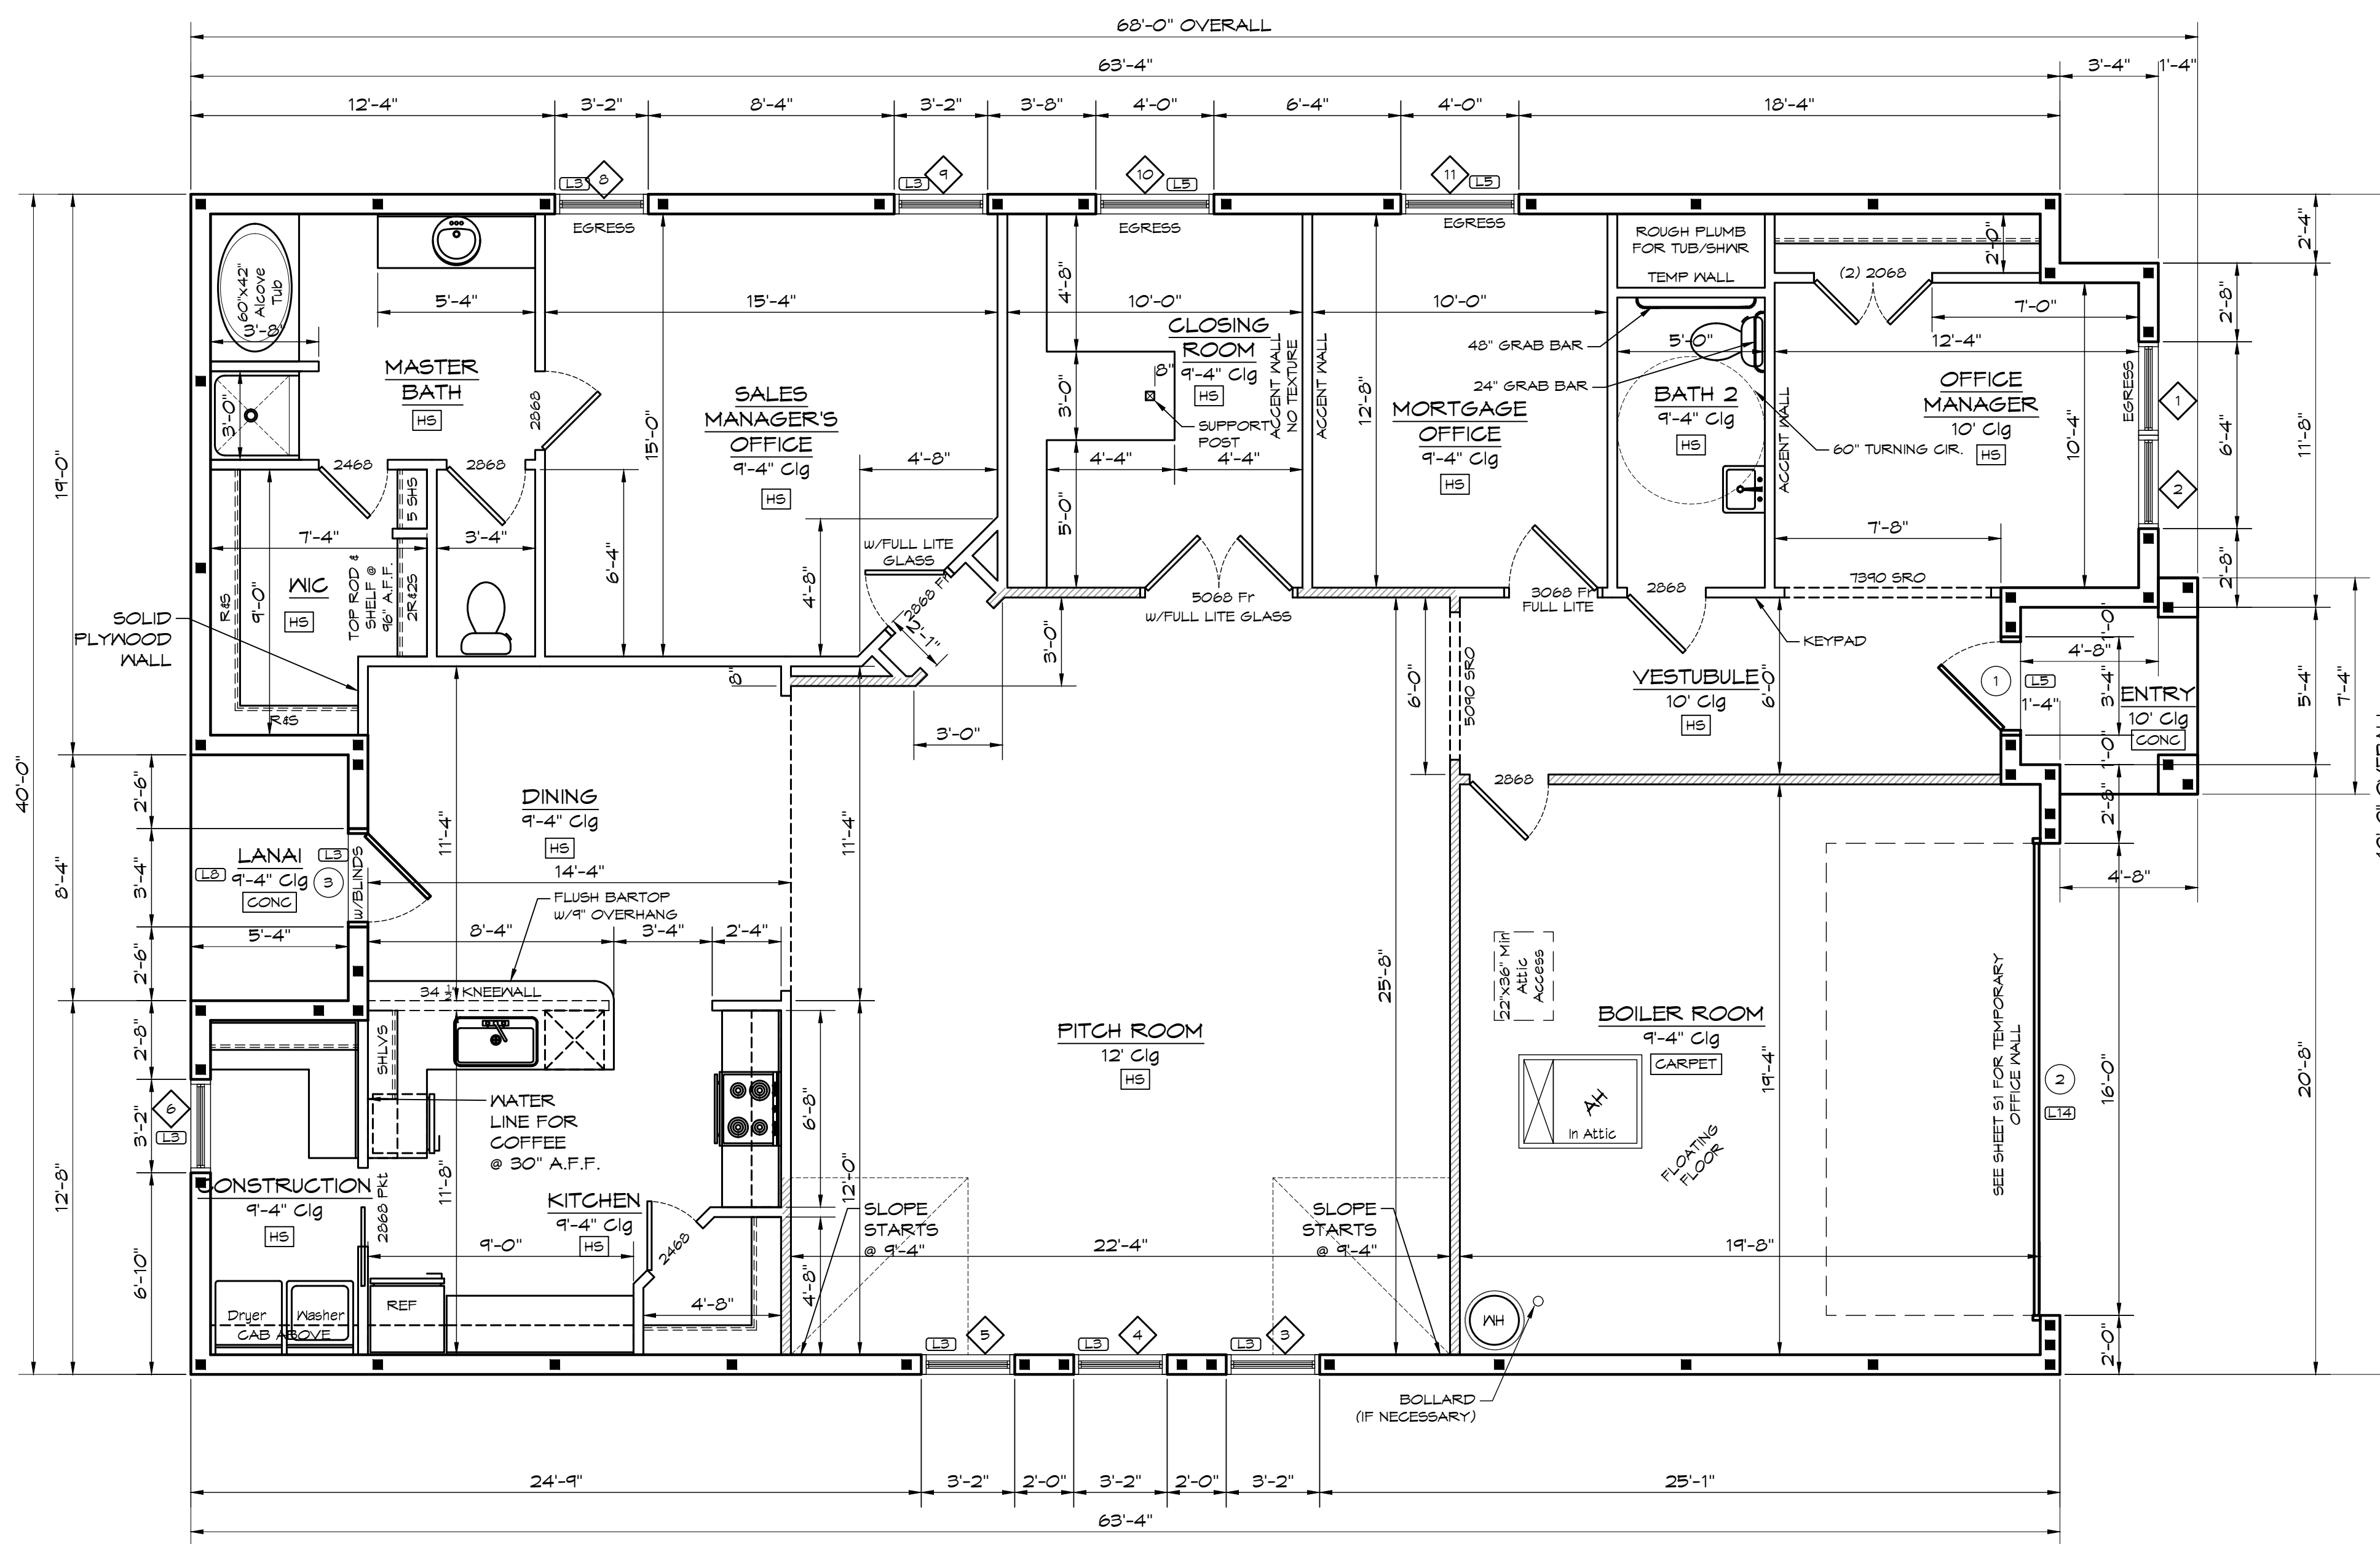 68'-0" OVERALL
63'-4"
3'-4"
1'-4"
12'-4"
3'-2"
8'-4"
3'-2"
3'-8"
4'-0"
6'-4"
4'-0"
18'-4"
L3
8
L3
9
10
L5
11
L5
EGRESS
EGRESS
EGRESS
ROUGH PLUMB
FOR TUB/SHWR
TEMP WALL
2'-0"
(2) 2068
7'-0"
12'-4"
60"x42"
Alcove
Tub
3'-8"
5'-4"
15'-4"
10'-0"
10'-0"
5'-0"
4'-8"
CLOSING
ROOM
9'-4" Clg
HS
ACCENT WALL
NO TEXTURE
ACCENT WALL
48" GRAB BAR
24" GRAB BAR
MASTER
BATH
HS
2868
3'-0"
2468
2868
SALES
MANAGER'S
OFFICE
9'-4" Clg
HS
15'-0"
3'-0"
8"
SUPPORT
POST
4'-8"
4'-4"
4'-4"
5'-0"
12'-8"
MORTGAGE
OFFICE
9'-4" Clg
HS
BATH 2
9'-4" Clg
HS
60" TURNING CIR.
ACCENT WALL
OFFICE
MANAGER
10' Clg
HS
10'-4"
EGRESS
1
2
2'-4"
2'-8"
6'-4"
2'-8"
11'-8"
7'-8"
7390 SRO
19'-0"
40'-0"
SOLID
PLYWOOD
WALL
7'-4"
5 SHS
3'-4"
WIC
HS
R&S
9'-0"
TOP ROD &
SHELF @
96" A.F.F.
2R&2S
R&S
6'-4"
4'-8"
w/FULL LITE
GLASS
2868 Fr
2'-1"
8"
3'-0"
3'-0"
5068 Fr
w/FULL LITE GLASS
3068 Fr
FULL LITE
2868
KEYPAD
6'-0"
5090 SRO
VESTUBULE
10' Clg
HS
6'-0"
1
L5
1'-0"
4'-8"
3'-4"
1'-4"
1'-0"
ENTRY
10' Clg
CONC
5'-4"
7'-4"
2868
2'-8"
4'-8"
DINING
9'-4" Clg
HS
14'-4"
11'-4"
11'-4"
2'-6"
3'-4"
2'-6"
8'-4"
LANAI
9'-4" Clg
CONC
L8
L3
3
w/BLINDS
5'-4"
FLUSH BARTOP
w/9" OVERHANG
8'-4"
3'-4"
2'-4"
34 ½" KNEEWALL
SHLVS
25'-8"
22"x36" Min
Attic
Access
PITCH ROOM
12' Clg
HS
BOILER ROOM
9'-4" Clg
CARPET
19'-4"
AH
In Attic
FLOATING
FLOOR
SEE SHEET S1 FOR TEMPORARY
OFFICE WALL
2
L14
16'-0"
20'-8"
2'-8"
3'-2"
6
L3
12'-8"
6'-10"
WATER
LINE FOR
COFFEE
@ 30" A.F.F.
6'-8"
11'-8"
12'-0"
CONSTRUCTION
9'-4" Clg
HS
2868 Pkt
KITCHEN
9'-4" Clg
HS
9'-0"
2468
4'-8"
4'-8"
SLOPE
STARTS
@ 9'-4"
22'-4"
SLOPE
STARTS
@ 9'-4"
19'-8"
Dryer
Washer
CAB ABOVE
REF
WH
L3
5
L3
4
L3
3
2'-0"
BOLLARD
(IF NECESSARY)
24'-9"
3'-2"
2'-0"
3'-2"
2'-0"
3'-2"
25'-1"
63'-4"